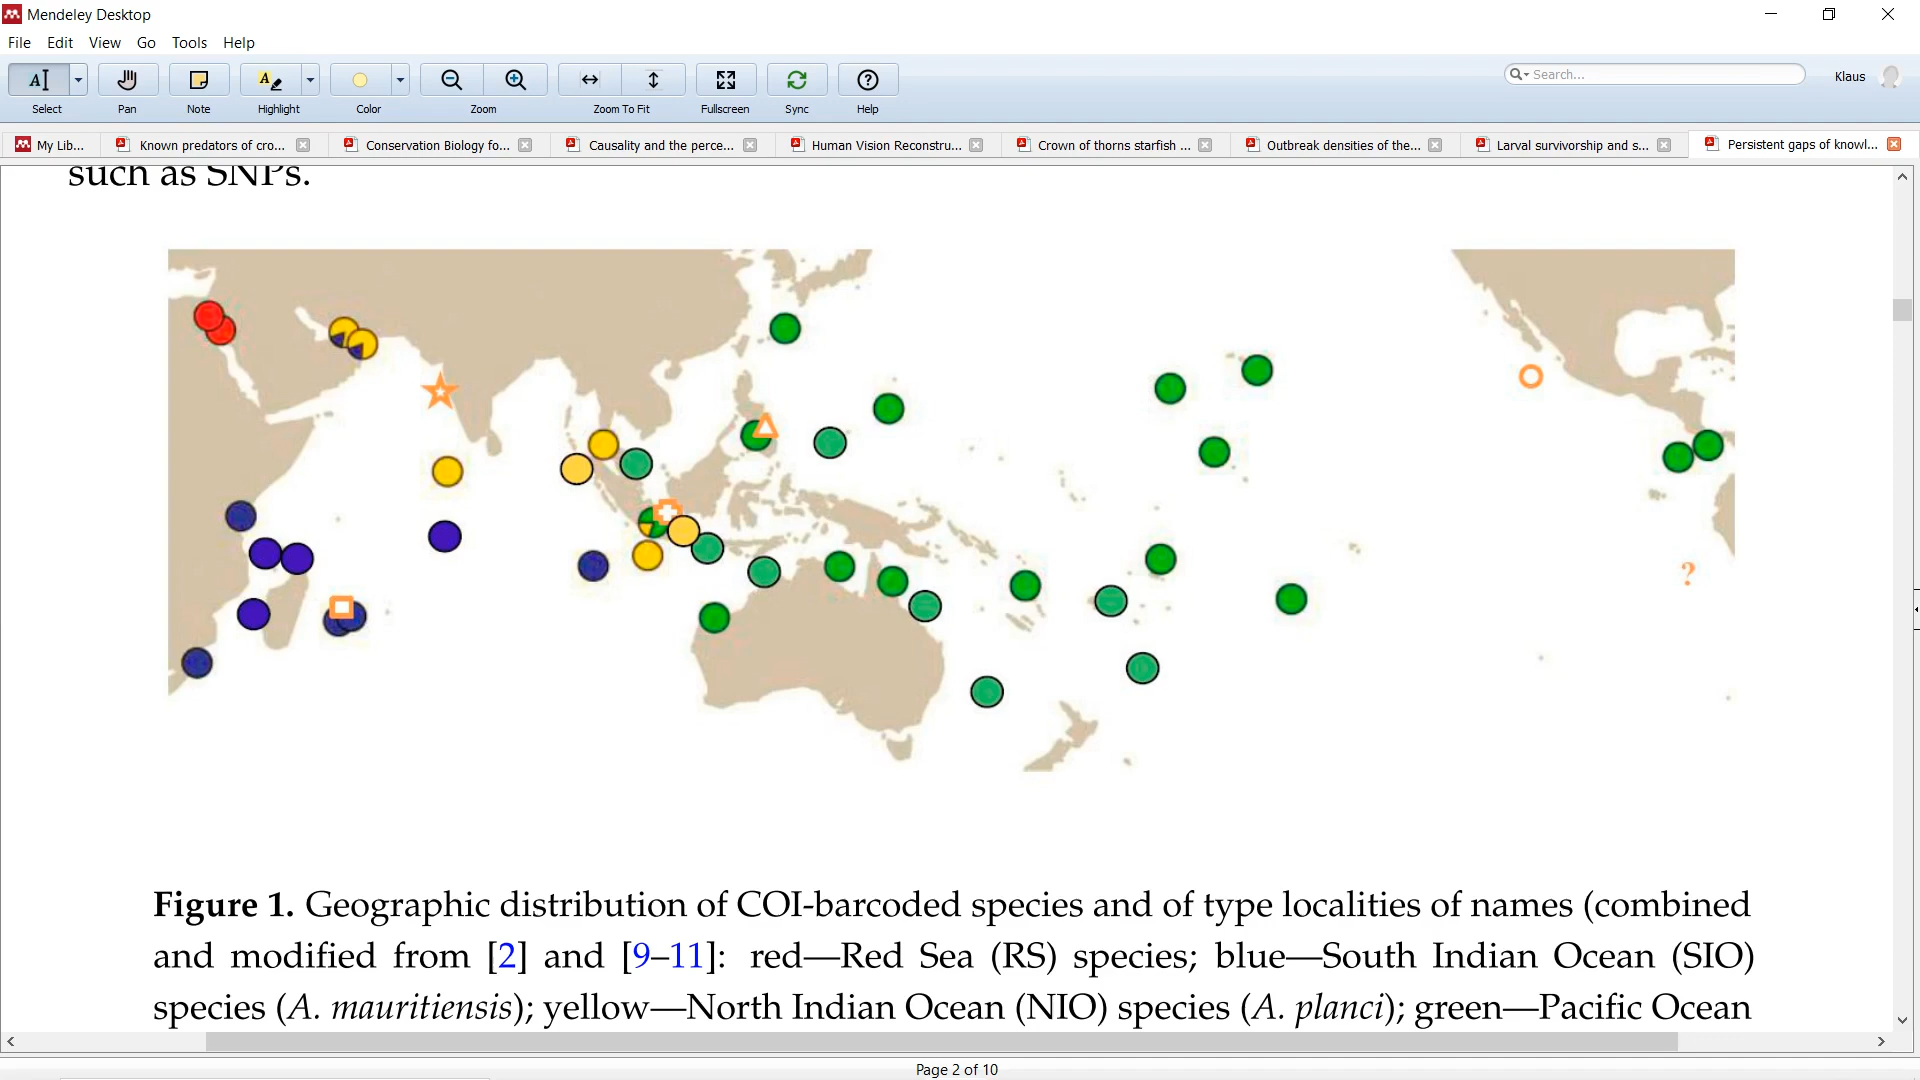 Mendeley Desktop
File Edit View Go Tools Help
Search...
Klaus
Select Pan Note Highlight Color Zoom Zoom To Fit Fullscreen Sync Help
My Lib... Known predators of cro... Conservation Biology fo... Causality and the perce... Human Vision Reconstru... Crown of thorns starfish ... Outbreak densities of the... Larval survivorship and s... Persistent gaps of knowl...
such as SNPs.
?
Figure 1. Geographic distribution of COI-barcoded species and of type localities of names (combined
and modified from [2] and [9–11]: red—Red Sea (RS) species; blue—South Indian Ocean (SIO)
species (A. mauritiensis); yellow—North Indian Ocean (NIO) species (A. planci); green—Pacific Ocean
Page 2 of 10